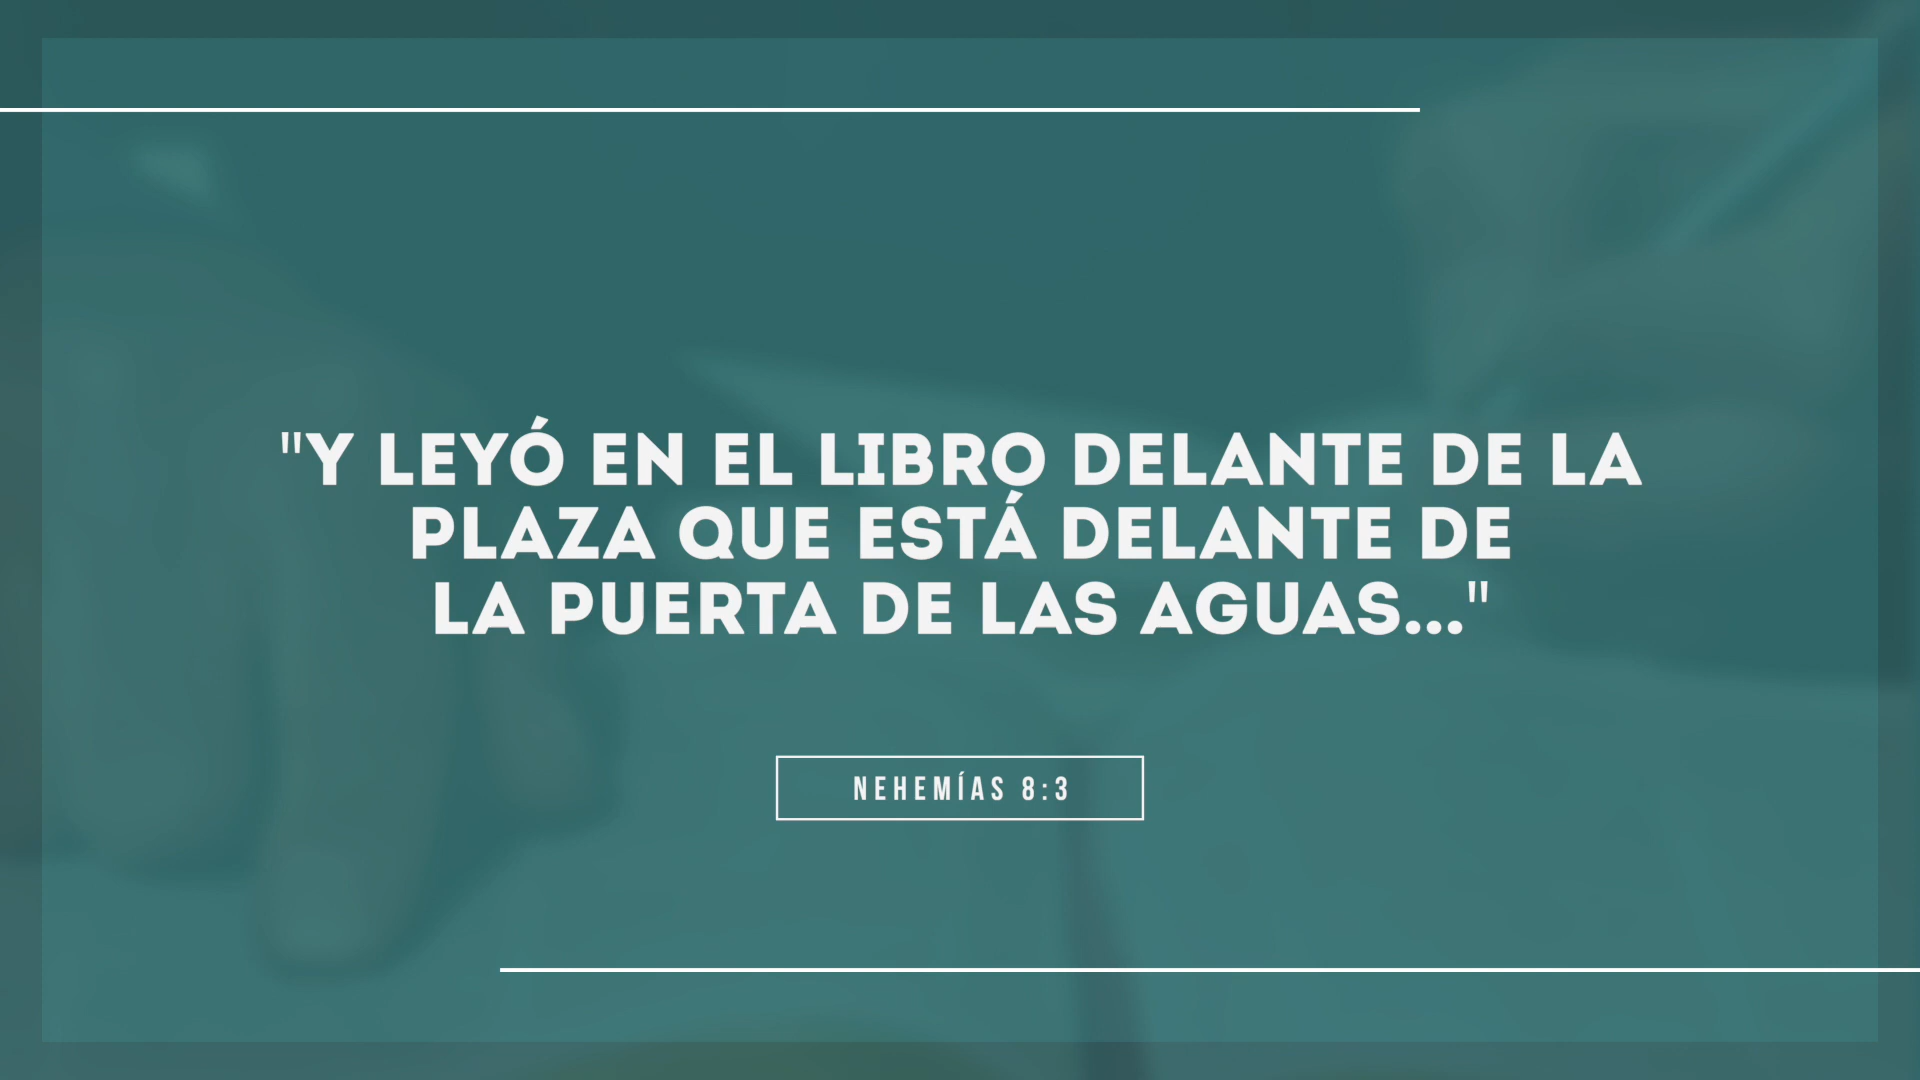 "Y LEYÓ EN EL LIBRO DELANTE DE LA
PLAZA QUE ESTÁ DELANTE DE
LA PUERTA DE LAS AGUAS..."
NEHEMÍAS 8:3